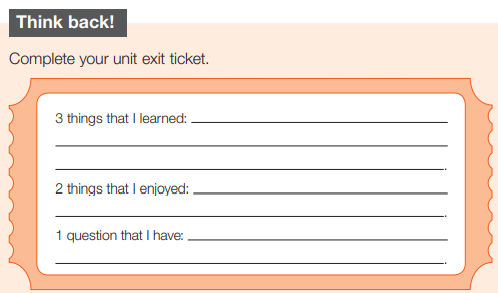 Think back!
Complete your unit exit ticket.
3 things that I learned:
.
2 things that I enjoyed:
.
1 question that I have:
.